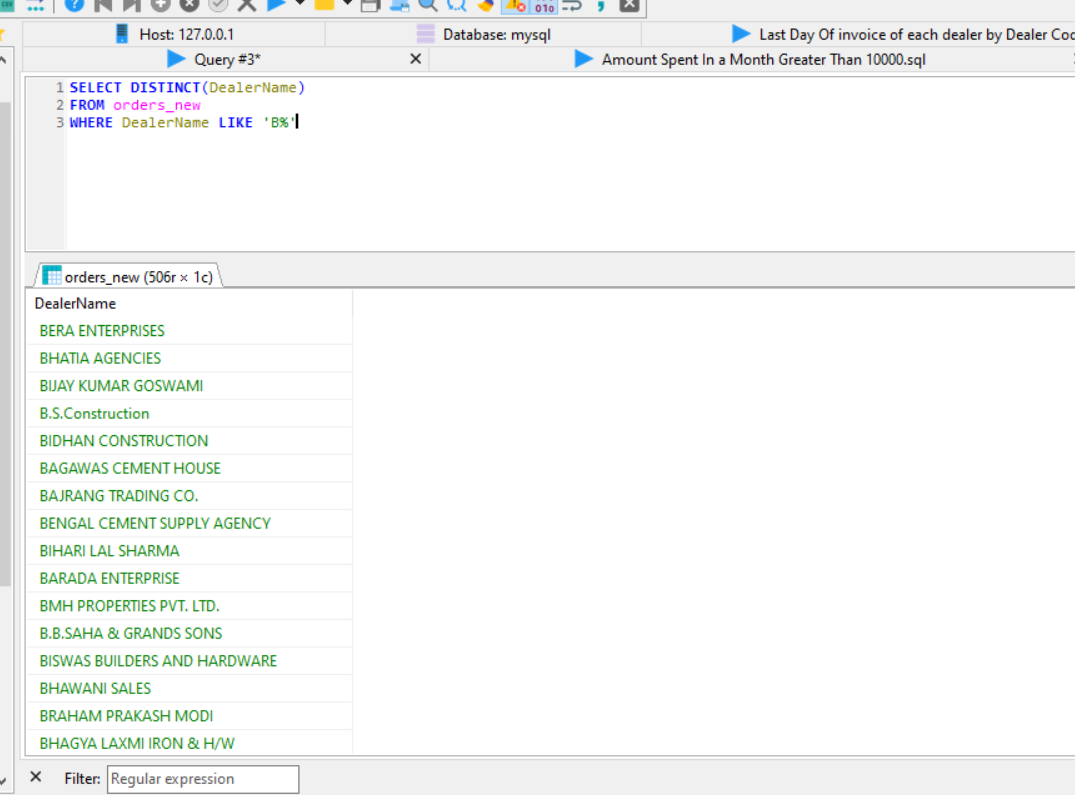 Host: 127.0.0.1 Database: mysql Last Day Of invoice of each dealer by Dealer
Query #3* Amount Spent In a Month Greater Than 10000.sql
1 SELECT DISTINCT(DealerName)
2 FROM orders_new
3 WHERE DealerName LIKE 'B%'
orders_new (506r × 1c)
DealerName
BERA ENTERPRISES
BHATIA AGENCIES
BIJAY KUMAR GOSWAMI
B.S.Construction
BIDHAN CONSTRUCTION
BAGAWAS CEMENT HOUSE
BAJRANG TRADING CO.
BENGAL CEMENT SUPPLY AGENCY
BIHARI LAL SHARMA
BARADA ENTERPRISE
BMH PROPERTIES PVT. LTD.
B.B.SAHA & GRANDS SONS
BISWAS BUILDERS AND HARDWARE
BHAWANI SALES
BRAHAM PRAKASH MODI
BHAGYA LAXMI IRON & H/W
Filter: Regular expression